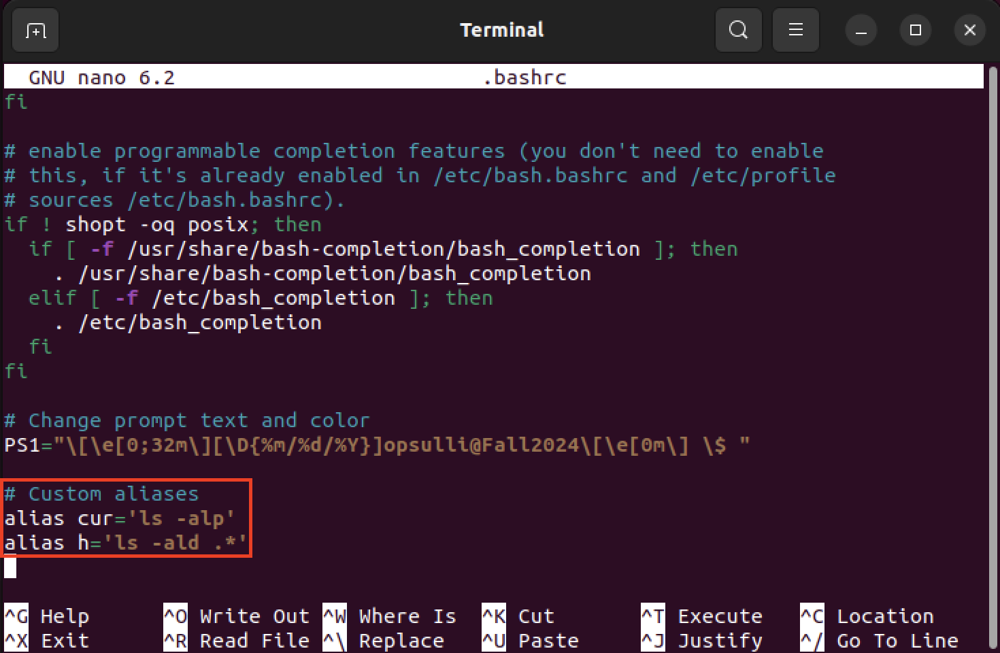 Terminal
GNU nano 6.2 .bashrc
fi
# enable programmable completion features (you don't need to enable
# this, if it's already enabled in /etc/bash.bashrc and /etc/profile
# sources /etc/bash.bashrc).
if ! shopt -oq posix; then
  if [ -f /usr/share/bash-completion/bash_completion ]; then
    . /usr/share/bash-completion/bash_completion
  elif [ -f /etc/bash_completion ]; then
    . /etc/bash_completion
  fi
fi
# Change prompt text and color
PS1="\[\e[0;32m\][\D{%m/%d/%Y}]opsulli@Fall2024\[\e[0m\] \$ "
# Custom aliases
alias cur='ls -alp'
alias h='ls -ald .*'
^G Help ^O Write Out ^W Where Is ^K Cut ^T Execute ^C Location
^X Exit ^R Read File ^\ Replace ^U Paste ^J Justify ^/ Go To Line